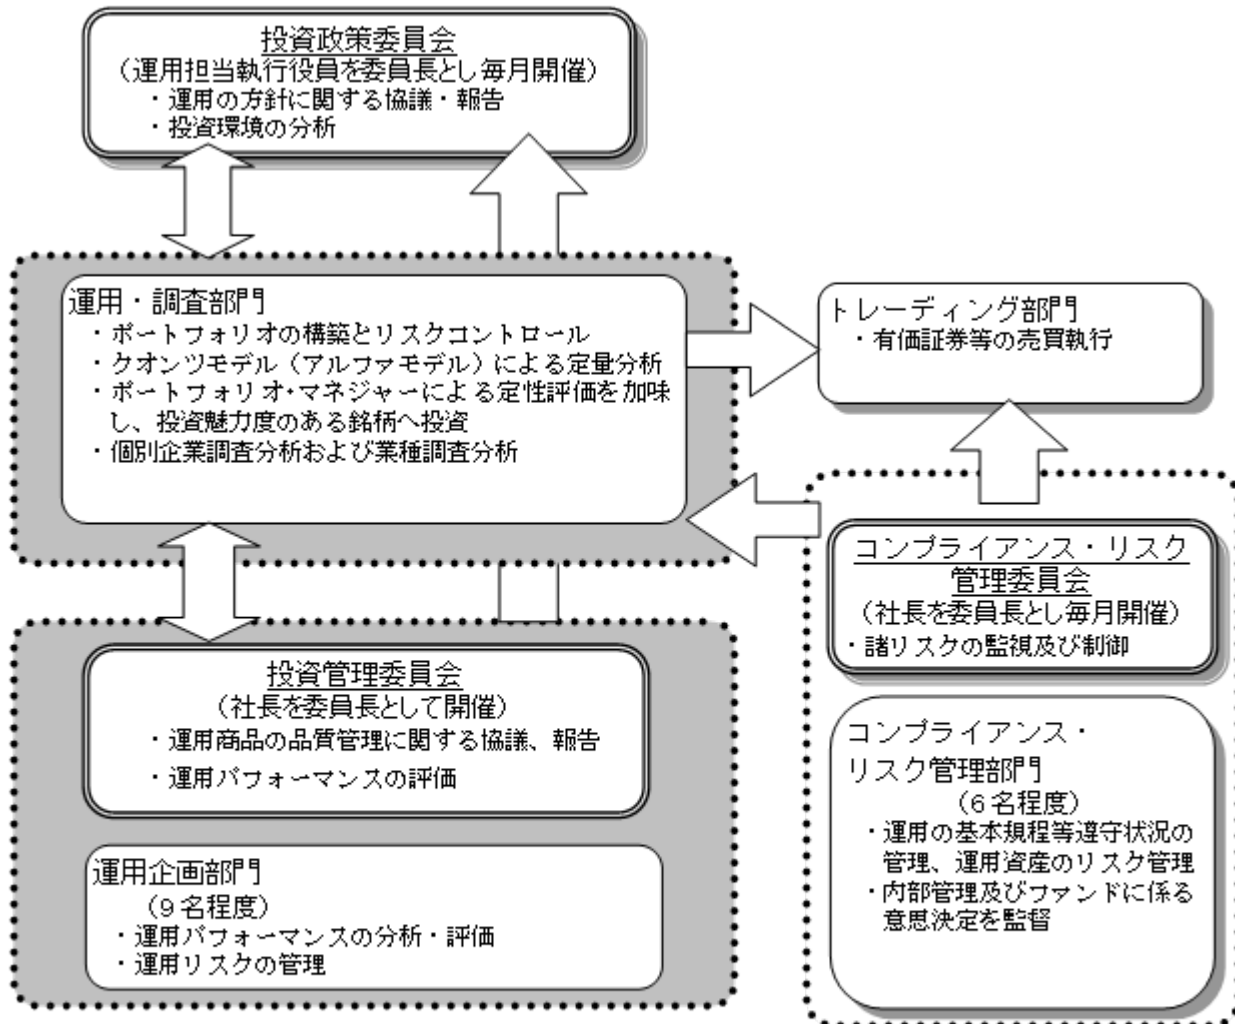 投資政策委員会
（運用担当執行役員を委員長とし毎月開催）
・運用の方針に関する協議・報告
・投資環境の分析
運用・調査部門
・ポートフォリオの構築とリスクコントロール
・クオンツモデル（アルファモデル）による定量分析
・ポートフォリオ･マネジャーによる定性評価を加味
し、投資魅力度のある銘柄へ投資
・個別企業調査分析および業種調査分析
トレーディング部門
・有価証券等の売買執行
コンプライアンス・リスク
管理委員会
（社長を委員長とし毎月開催）
・諸リスクの監視及び制御
投資管理委員会
（社長を委員長として開催）
・運用商品の品質管理に関する協議、報告
・運用パフォーマンスの評価
コンプライアンス・
リスク管理部門
（6名程度）
・運用の基本規程等遵守状況の
管理、運用資産のリスク管理
・内部管理及びファンドに係る
意思決定を監督
運用企画部門
（9名程度）
・運用パフォーマンスの分析・評価
・運用リスクの管理